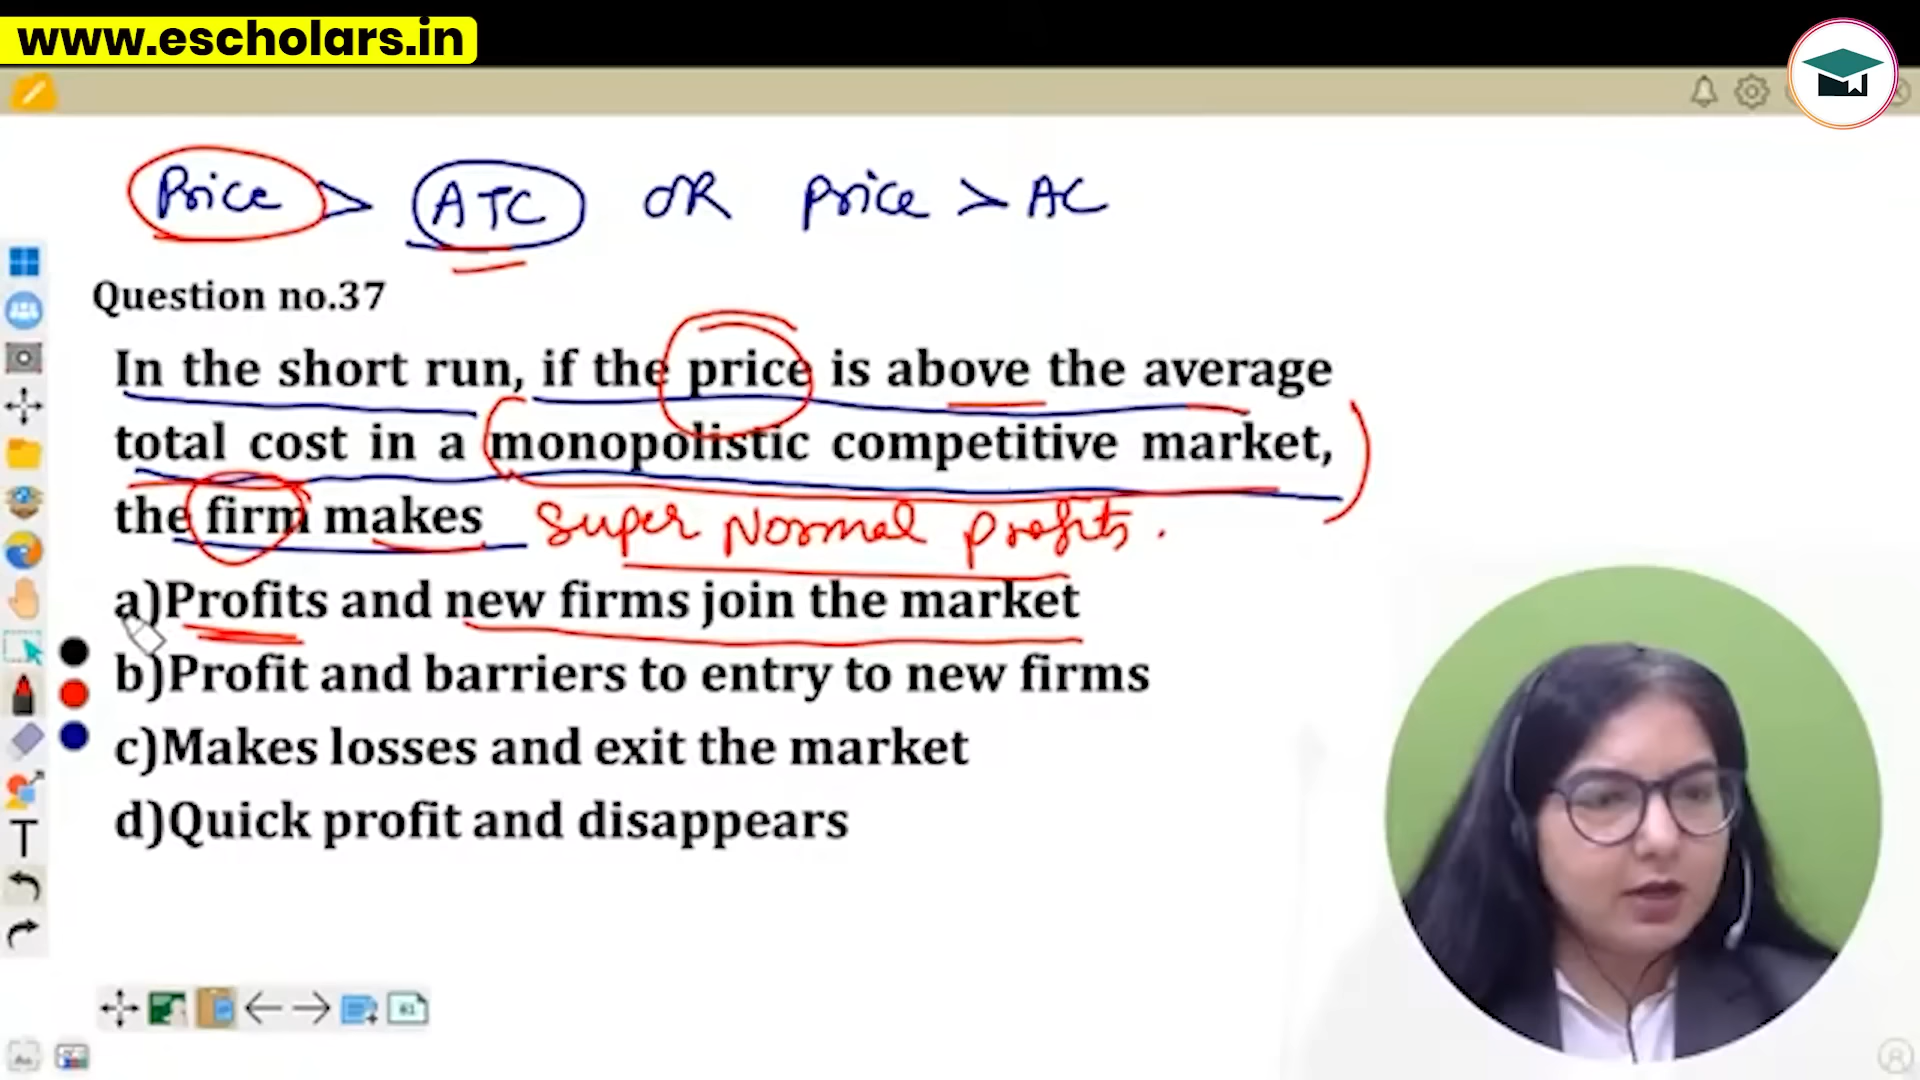 www.escholars.in
Price > ATC OR Price > AC
Question no.37
In the short run, if the price is above the average
total cost in a monopolistic competitive market,
the firm makes Super Normal Profits.
a)Profits and new firms join the market
b)Profit and barriers to entry to new firms
c)Makes losses and exit the market
d)Quick profit and disappears
T
61